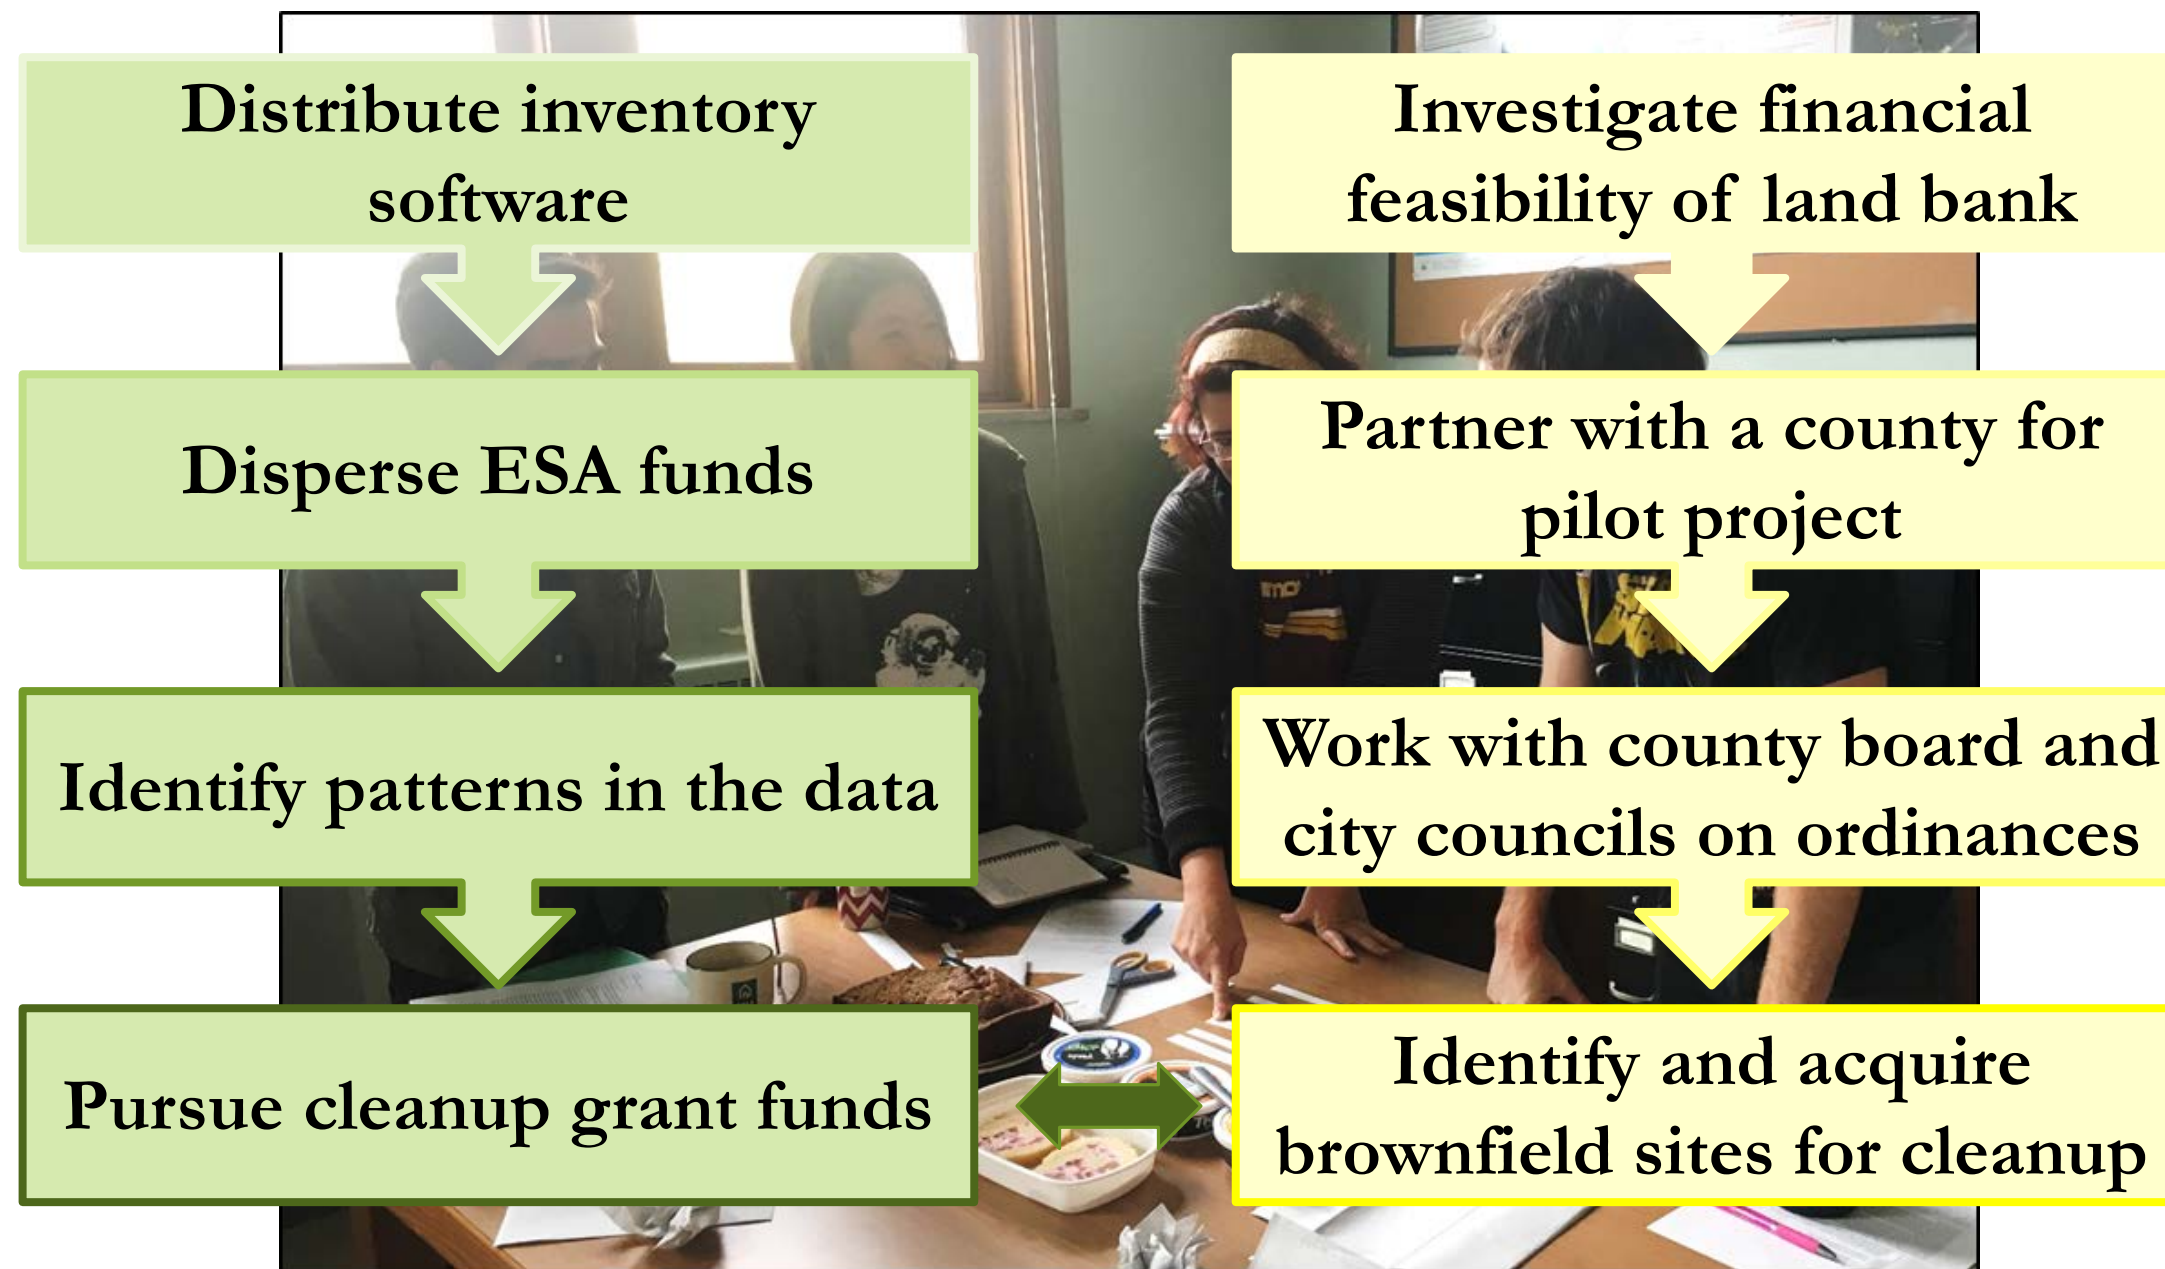 Distribute inventory
software
Disperse ESA funds
Identify patterns in the data
Pursue cleanup grant funds
Investigate financial
feasibility of land bank
Partner with a county for
pilot project
Work with county board and
city councils on ordinances
Identify and acquire
brownfield sites for cleanup